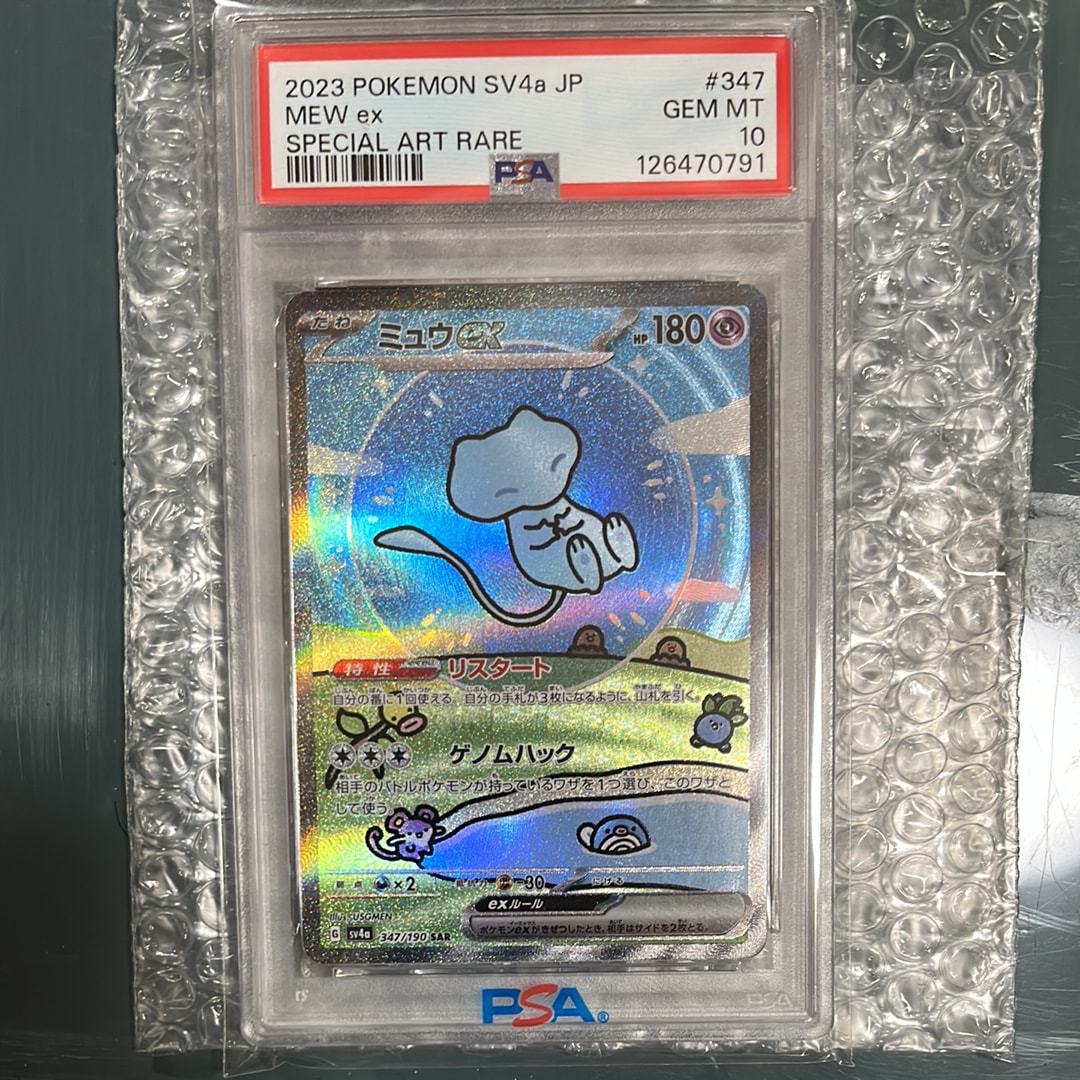 2023 POKEMON SV4a JP #347
MEW ex GEM MT
SPECIAL ART RARE 10
PSA 126470791
たね ミュウex HP 180
特性 リスタート
自分の番に1回使える。自分の手札が3枚になるように、山札を引く。
ゲノムハック
相手のバトルポケモンが持っているワザを1つ選び、このワザと
して使う。
弱点 ×2 抵抗力 -30 にげる
exルール
ポケモンexがきぜつしたとき、相手はサイドを2枚とる。
Illus. SUSGMEN
G sv4a 347/190 SAR
PSA®
PSA